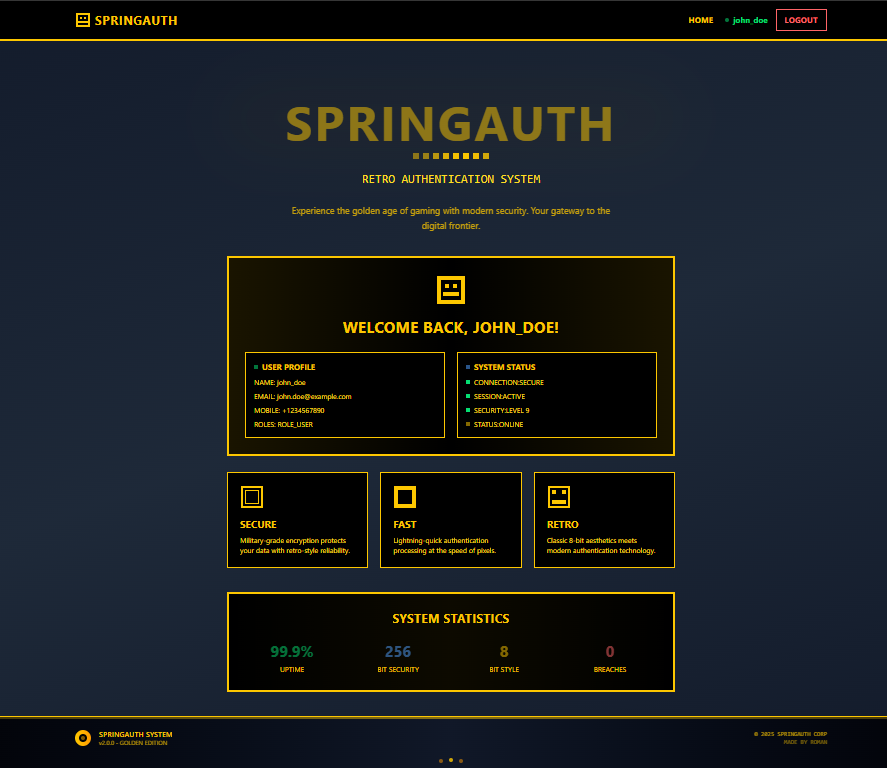 SPRINGAUTH
HOME john_doe LOGOUT
SPRINGAUTH
RETRO AUTHENTICATION SYSTEM
Experience the golden age of gaming with modern security. Your gateway to the
digital frontier.
WELCOME BACK, JOHN_DOE!
USER PROFILE
NAME: john_doe
EMAIL: john.doe@example.com
MOBILE: +1234567890
ROLES: ROLE_USER
SYSTEM STATUS
CONNECTION:SECURE
SESSION:ACTIVE
SECURITY:LEVEL 9
STATUS:ONLINE
SECURE
Military-grade encryption protects
your data with retro-style reliability.
FAST
Lightning-quick authentication
processing at the speed of pixels.
RETRO
Classic 8-bit aesthetics meets
modern authentication technology.
SYSTEM STATISTICS
99.9%
UPTIME
256
BIT SECURITY
8
BIT STYLE
0
BREACHES
SPRINGAUTH SYSTEM
v2.0.0 - GOLDEN EDITION
© 2025 SPRINGAUTH CORP
MADE BY ROMAN